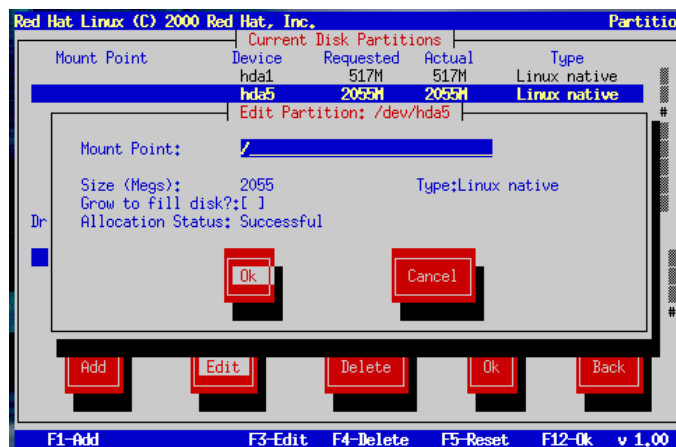 Red Hat Linux (C) 2000 Red Hat, Inc. Partitio
Current Disk Partitions
Mount Point Device Requested Actual Type
hda1 517M 517M Linux native
hda5 2055M 2055M Linux native
#
Edit Partition: /dev/hda5
Mount Point: /
Size (Megs): 2055 Type:Linux native
Grow to fill disk?:[ ]
Dr Allocation Status: Successful
Ok Cancel
#
Add Edit Delete Ok Back
F1-Add F3-Edit F4-Delete F5-Reset F12-Ok v 1.00